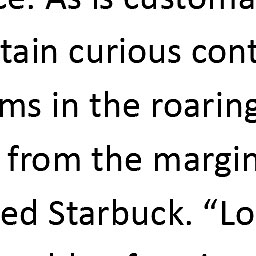 ce. As is customa
tain curious cont
ms in the roaring
from the margin
ed Starbuck. “Lo